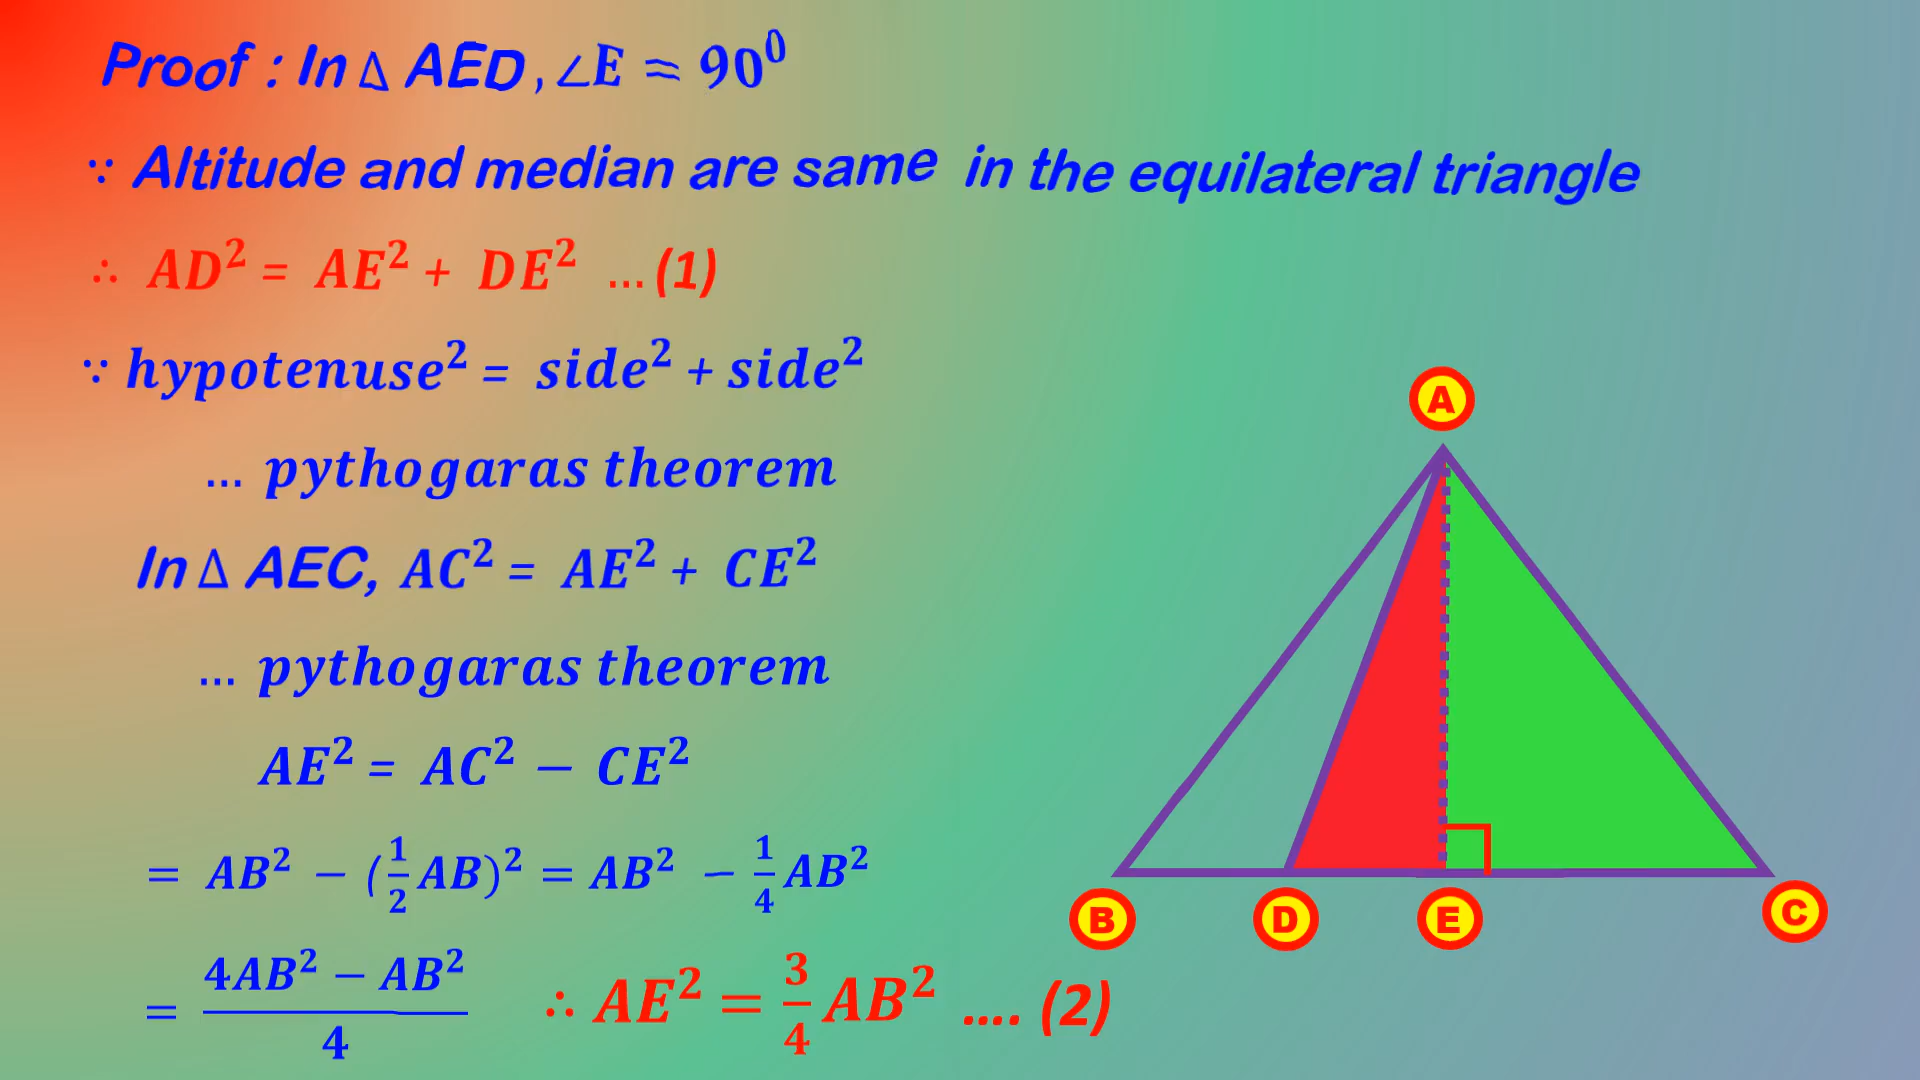 Proof : In Δ AED , ∠E ≈ 90⁰
∵ Altitude and median are same in the equilateral triangle
∴ AD² = AE² + DE² ... (1)
∵ hypotenuse² = side² + side²
... pythogaras theorem
In Δ AEC, AC² = AE² + CE²
... pythogaras theorem
AE² = AC² − CE²
= AB² − (1/2 AB)² = AB² − 1/4 AB²
= (4AB² − AB²)/4 ∴ AE² = 3/4 AB² .... (2)
A
B D E C